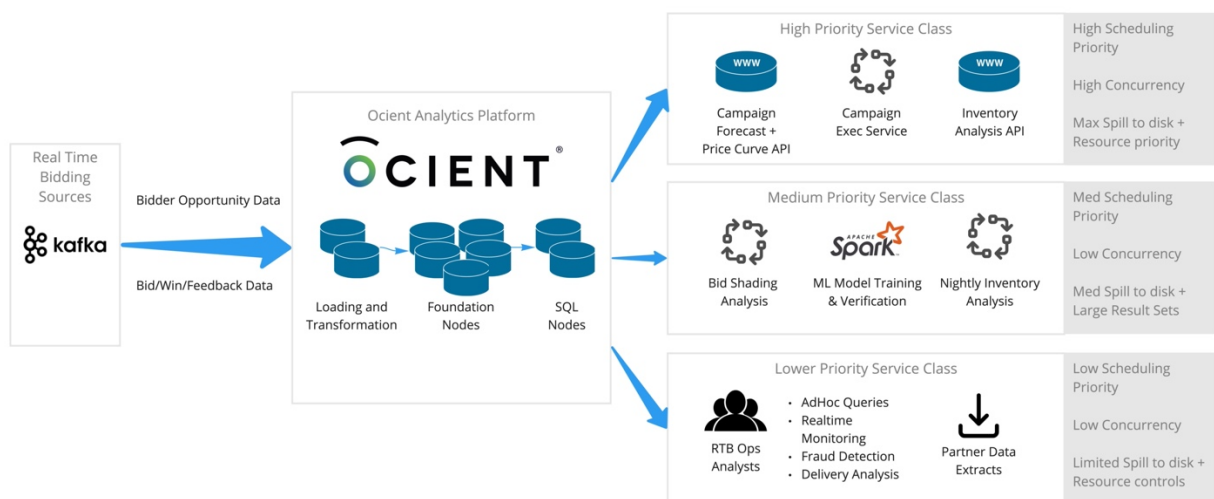 Real Time
Bidding
Sources
kafka
Bidder Opportunity Data
Bid/Win/Feedback Data
Ocient Analytics Platform
OCIENT®
Loading and
Transformation
Foundation
Nodes
SQL
Nodes
High Priority Service Class
www
www
Campaign
Forecast +
Price Curve API
Campaign
Exec Service
Inventory
Analysis API
High Scheduling
Priority
High Concurrency
Max Spill to disk +
Resource priority
Medium Priority Service Class
APACHE
Spark
Bid Shading
Analysis
ML Model Training
& Verification
Nightly Inventory
Analysis
Med Scheduling
Priority
Low Concurrency
Med Spill to disk +
Large Result Sets
Lower Priority Service Class
RTB Ops
Analysts
• AdHoc Queries
• Realtime
Monitoring
• Fraud Detection
• Delivery Analysis
Partner Data
Extracts
Low Scheduling
Priority
Low Concurrency
Limited Spill to disk +
Resource controls